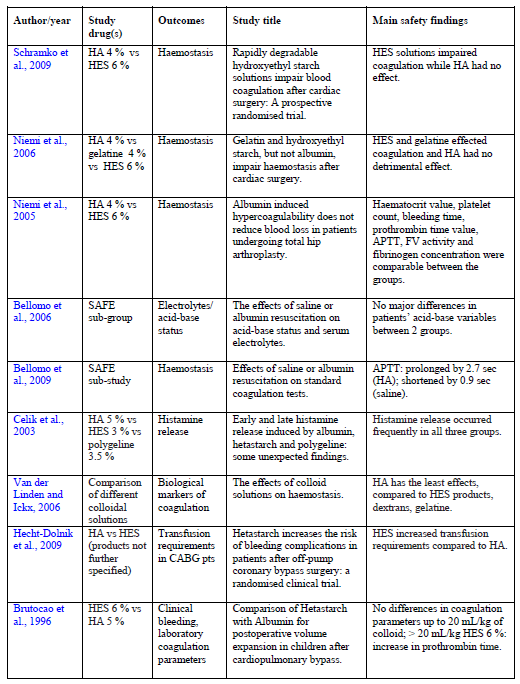 Author/year Study drug(s) Outcomes Study title Main safety findings
Schramko et al., 2009 HA 4 % vs HES 6 % Haemostasis Rapidly degradable hydroxyethyl starch solutions impair blood coagulation after cardiac surgery: A prospective randomised trial. HES solutions impaired coagulation while HA had no effect.
Niemi et al., 2006 HA 4 % vs gelatine 4 % vs HES 6 % Haemostasis Gelatin and hydroxyethyl starch, but not albumin, impair haemostasis after cardiac surgery. HES and gelatine effected coagulation and HA had no detrimental effect.
Niemi et al., 2005 HA 4 % vs HES 6 % Haemostasis Albumin induced hypercoagulability does not reduce blood loss in patients undergoing total hip arthroplasty. Haematocrit value, platelet count, bleeding time, prothrombin time value, APTT, FV activity and fibrinogen concentration were comparable between the groups.
Bellomo et al., 2006 SAFE sub-group Electrolytes/ acid-base status The effects of saline or albumin resuscitation on acid-base status and serum electrolytes. No major differences in patients' acid-base variables between 2 groups.
Bellomo et al., 2009 SAFE sub-study Haemostasis Effects of saline or albumin resuscitation on standard coagulation tests. APTT: prolonged by 2.7 sec (HA); shortened by 0.9 sec (saline).
Celik et al., 2003 HA 5 % vs HES 3 % vs polygeline 3.5 % Histamine release Early and late histamine release induced by albumin, hetastarch and polygeline: some unexpected findings. Histamine release occurred frequently in all three groups.
Van der Linden and Ickx, 2006 Comparison of different colloidal solutions Biological markers of coagulation The effects of colloid solutions on haemostasis. HA has the least effects, compared to HES products, dextrans, gelatine.
Hecht-Dolnik et al., 2009 HA vs HES (products not further specified) Transfusion requirements in CABG pts Hetastarch increases the risk of bleeding complications in patients after off-pump coronary bypass surgery: a randomised clinical trial. HES increased transfusion requirements compared to HA.
Brutocao et al., 1996 HES 6 % vs HA 5 % Clinical bleeding, laboratory coagulation parameters Comparison of Hetastarch with Albumin for postoperative volume expansion in children after cardiopulmonary bypass. No differences in coagulation parameters up to 20 mL/kg of colloid; > 20 mL/kg HES 6 %: increase in prothrombin time.